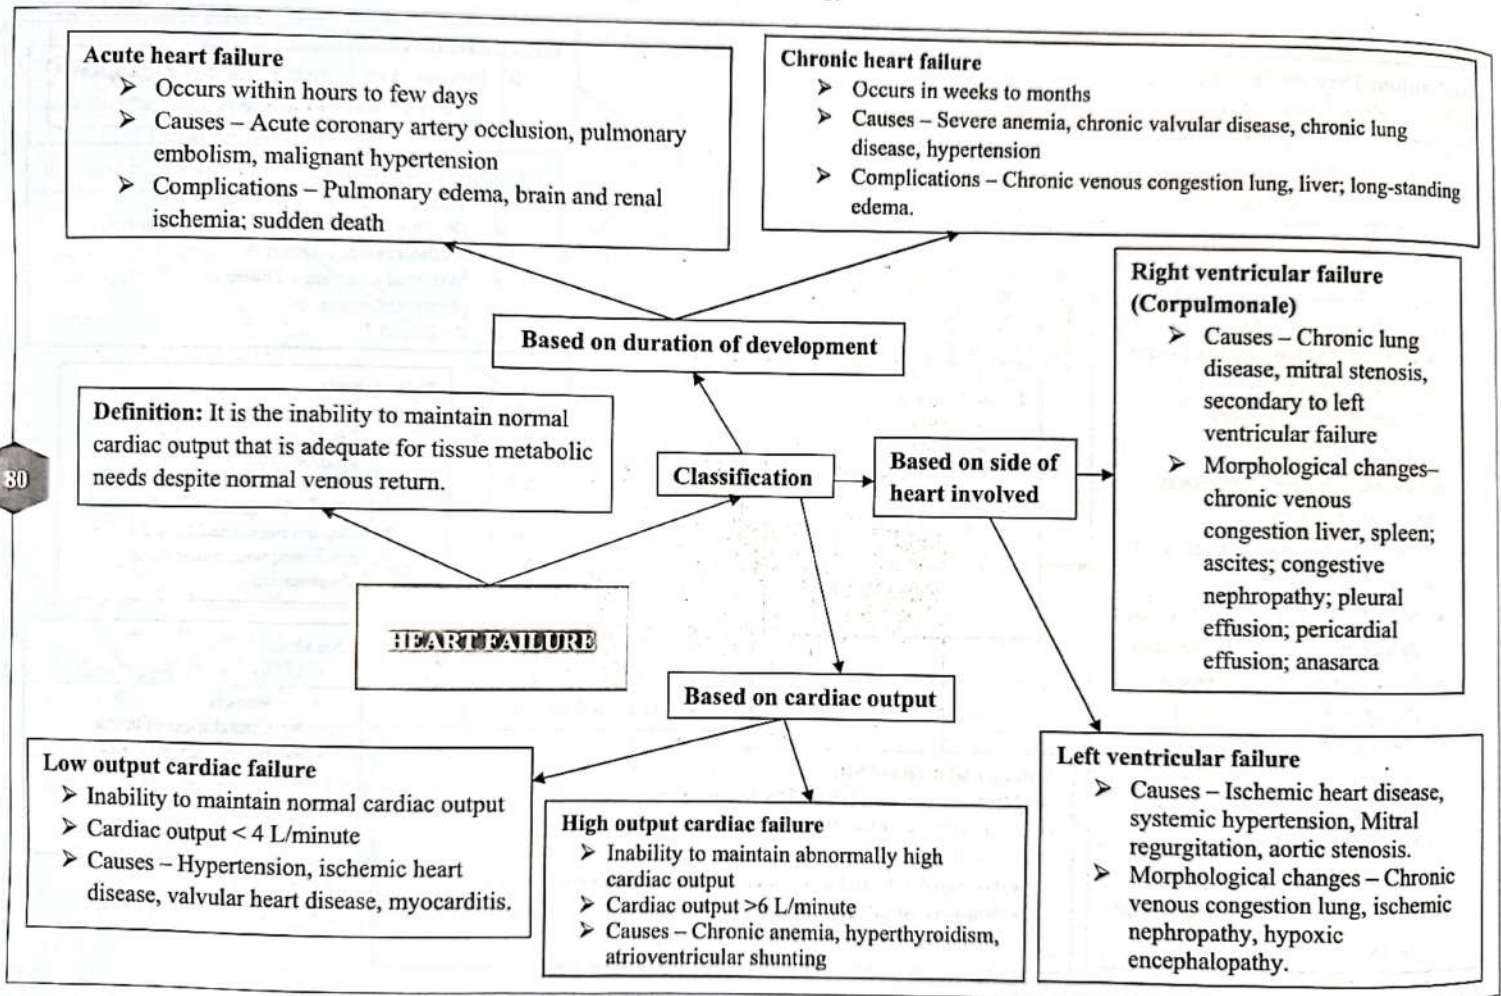 Acute heart failure
➤ Occurs within hours to few days
➤ Causes – Acute coronary artery occlusion, pulmonary
embolism, malignant hypertension
➤ Complications – Pulmonary edema, brain and renal
ischemia; sudden death
Chronic heart failure
➤ Occurs in weeks to months
➤ Causes – Severe anemia, chronic valvular disease, chronic lung
disease, hypertension
➤ Complications – Chronic venous congestion lung, liver; long-standing
edema.
Based on duration of development
Right ventricular failure
(Corpulmonale)
➤ Causes – Chronic lung
disease, mitral stenosis,
secondary to left
ventricular failure
➤ Morphological changes–
chronic venous
congestion liver, spleen;
ascites; congestive
nephropathy; pleural
effusion; pericardial
effusion; anasarca
Definition: It is the inability to maintain normal
cardiac output that is adequate for tissue metabolic
needs despite normal venous return.
80
Classification
Based on side of
heart involved
HEART FAILURE
Based on cardiac output
Low output cardiac failure
➤ Inability to maintain normal cardiac output
➤ Cardiac output < 4 L/minute
➤ Causes – Hypertension, ischemic heart
disease, valvular heart disease, myocarditis.
High output cardiac failure
➤ Inability to maintain abnormally high
cardiac output
➤ Cardiac output >6 L/minute
➤ Causes – Chronic anemia, hyperthyroidism,
atrioventricular shunting
Left ventricular failure
➤ Causes – Ischemic heart disease,
systemic hypertension, Mitral
regurgitation, aortic stenosis.
➤ Morphological changes – Chronic
venous congestion lung, ischemic
nephropathy, hypoxic
encephalopathy.